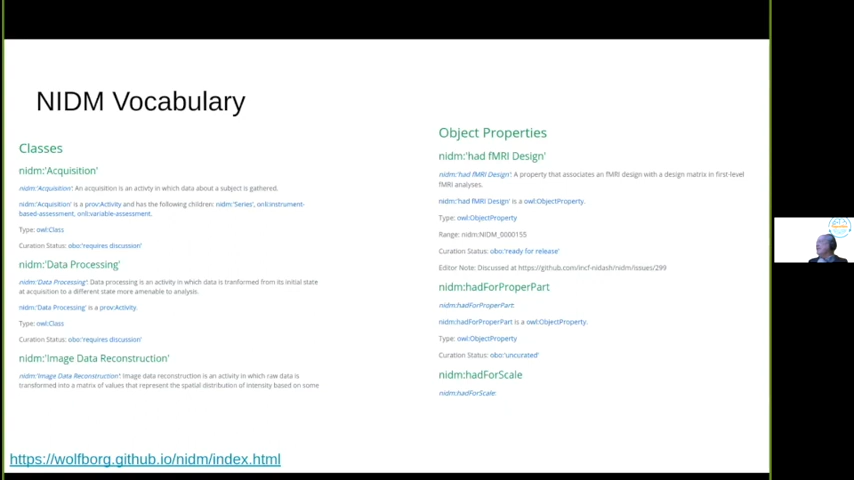 NIDM Vocabulary
Classes
nidm:'Acquisition'
nidm:'Acquisition': An acquisition is an activty in which data about a subject is gathered.
nidm:'Acquisition' is a prov:Activity and has the following children: nidm:'Series', onli:instrument-
based-assessment, onli:variable-assessment.
Type: owl:Class
Curation Status: obo:'requires discussion'
nidm:'Data Processing'
nidm:'Data Processing': Data processing is an activity in which data is tranformed from its initial state
at acquisition to a different state more amenable to analysis.
nidm:'Data Processing' is a prov:Activity.
Type: owl:Class
Curation Status: obo:'requires discussion'
nidm:'Image Data Reconstruction'
nidm:'Image Data Reconstruction': Image data reconstruction is an activity in which raw data is
transformed into a matrix of values that represent the spatial distribution of intensity based on some
https://wolfborg.github.io/nidm/index.html
Object Properties
nidm:'had fMRI Design'
nidm:'had fMRI Design': A property that associates an fMRI design with a design matrix in first-level
fMRI analyses.
nidm:'had fMRI Design' is a owl:ObjectProperty.
Type: owl:ObjectProperty
Range: nidm:NIDM_0000155
Curation Status: obo:'ready for release'
Editor Note: Discussed at https://github.com/incf-nidash/nidm/issues/299
nidm:hadForProperPart
nidm:hadForProperPart:
nidm:hadForProperPart is a owl:ObjectProperty.
Type: owl:ObjectProperty
Curation Status: obo:'uncurated'
nidm:hadForScale
nidm:hadForScale: